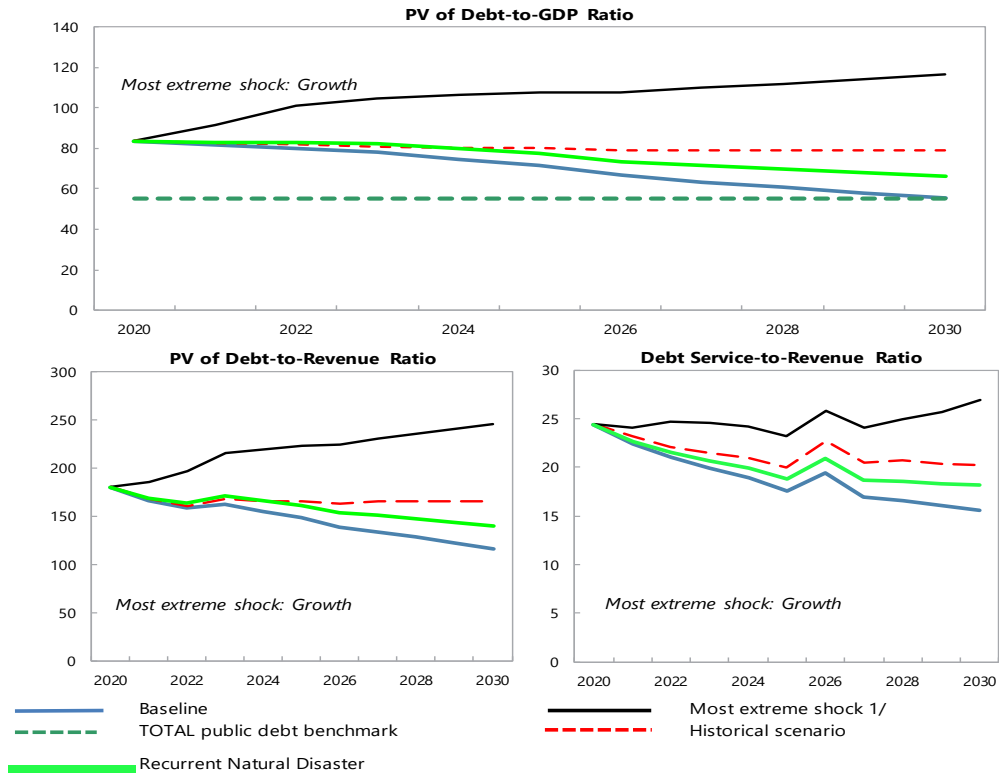 PV of Debt-to-GDP Ratio
140
120
100
80
60
40
20
0
Most extreme shock: Growth
2020 2022 2024 2026 2028 2030
PV of Debt-to-Revenue Ratio
300
250
200
150
100
50
0
Most extreme shock: Growth
2020 2022 2024 2026 2028 2030
Debt Service-to-Revenue Ratio
30
25
20
15
10
5
0
Most extreme shock: Growth
2020 2022 2024 2026 2028 2030
Baseline
TOTAL public debt benchmark
Recurrent Natural Disaster
Most extreme shock 1/
Historical scenario